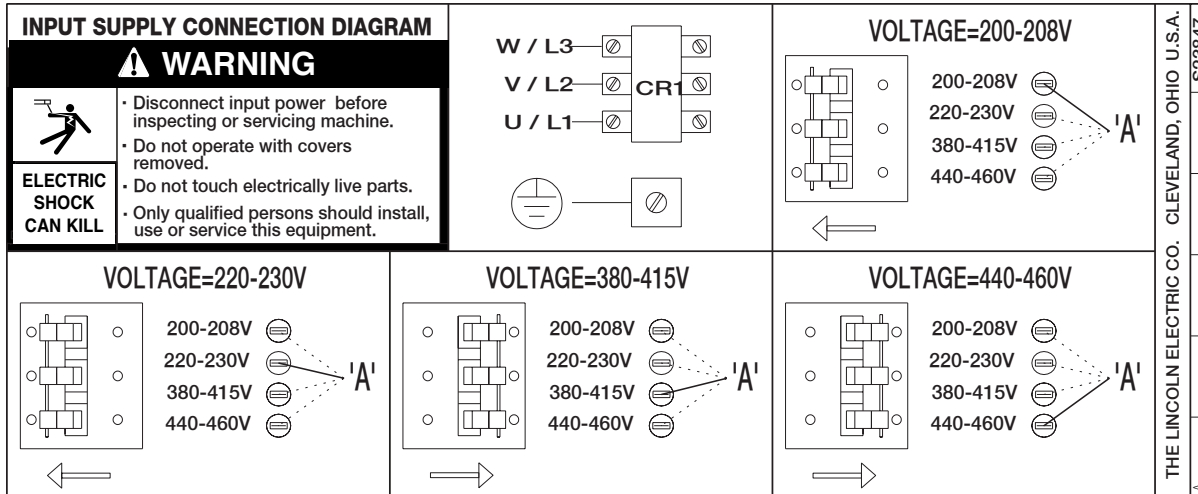 INPUT SUPPLY CONNECTION DIAGRAM
WARNING
ELECTRIC
SHOCK
CAN KILL
· Disconnect input power before
inspecting or servicing machine.
· Do not operate with covers
removed.
· Do not touch electrically live parts.
· Only qualified persons should install,
use or service this equipment.
W / L3
V / L2
U / L1
CR1
VOLTAGE=200-208V
200-208V
220-230V
380-415V
440-460V
'A'
VOLTAGE=220-230V
200-208V
220-230V
380-415V
440-460V
'A'
VOLTAGE=380-415V
200-208V
220-230V
380-415V
440-460V
'A'
VOLTAGE=440-460V
200-208V
220-230V
380-415V
440-460V
'A'
THE LINCOLN ELECTRIC CO. CLEVELAND, OHIO U.S.A.